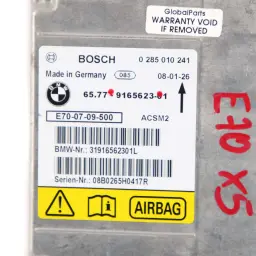 GlobalParts
WARRANTY VOID
IF REMOVED
BOSCH 0 285 010 241
Made in Germany 083 08-01-26
65.77 9165623-01
E70-07-09-500 ACSM2
BMW-Nr.: 31916562301L
Serien-Nr.: 08B0265H0417R
AIRBAG
E70 X5